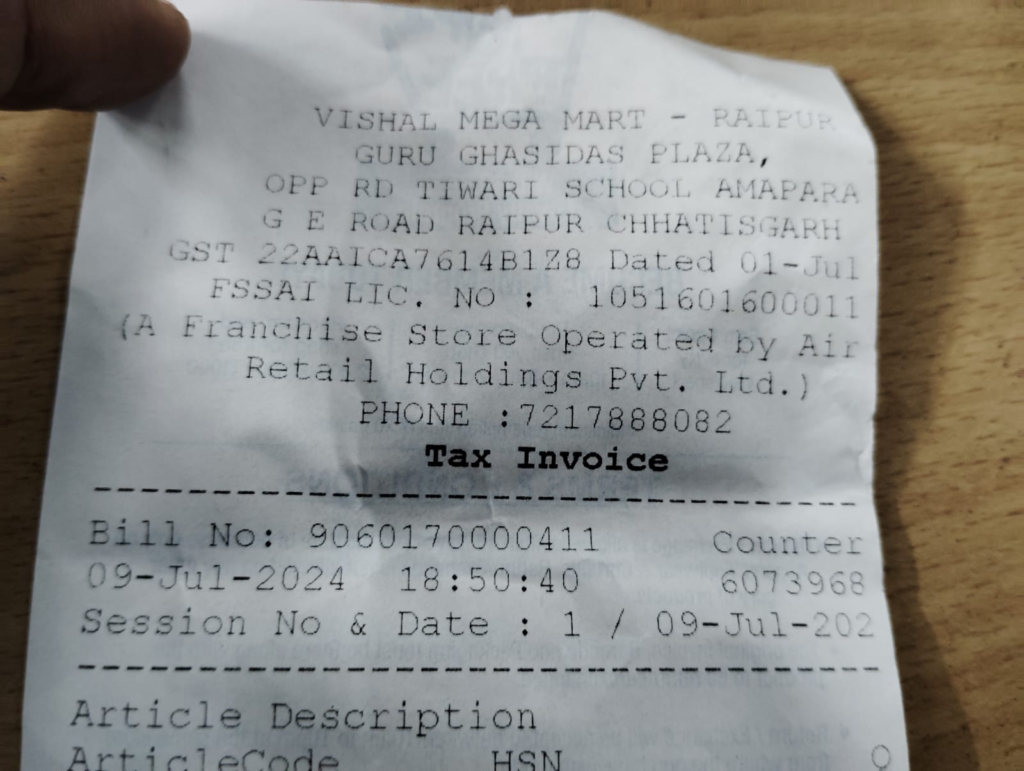 VISHAL MEGA MART - RAIPUR
GURU GHASIDAS PLAZA,
OPP RD TIWARI SCHOOL AMAPARA
G E ROAD RAIPUR CHHATISGARH
GST 22AAICA7614B1Z8 Dated 01-Jul
FSSAI LIC. NO : 1051601600011
(A Franchise Store Operated by Air
Retail Holdings Pvt. Ltd.)
PHONE :7217888082
Tax Invoice
Bill No: 9060170000411 Counter
09-Jul-2024 18:50:40 6073968
Session No & Date : 1 / 09-Jul-202
Article Description
ArticleCode HSN